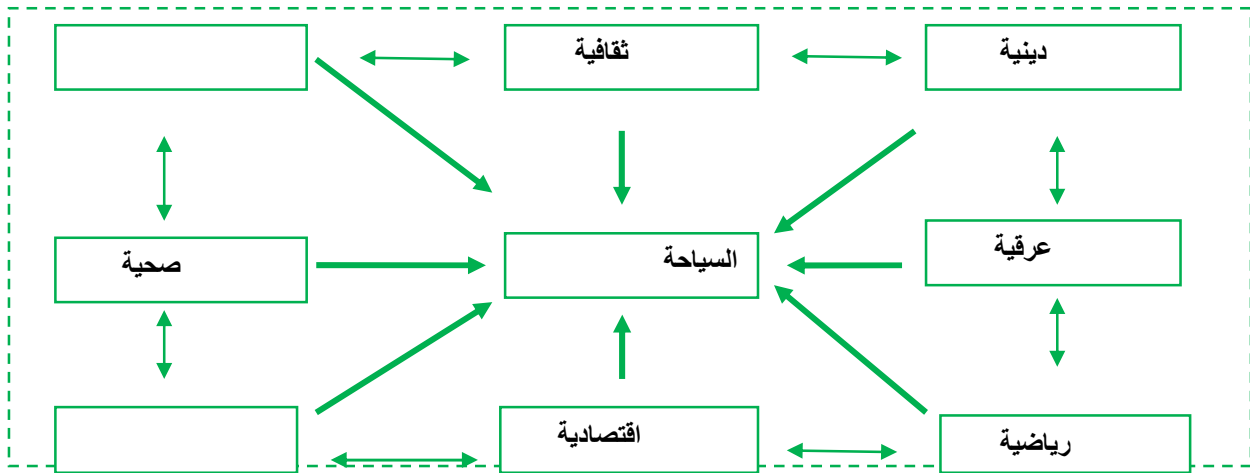 دينية
ثقافية
عرقية
السياحة
صحية
رياضية
اقتصادية